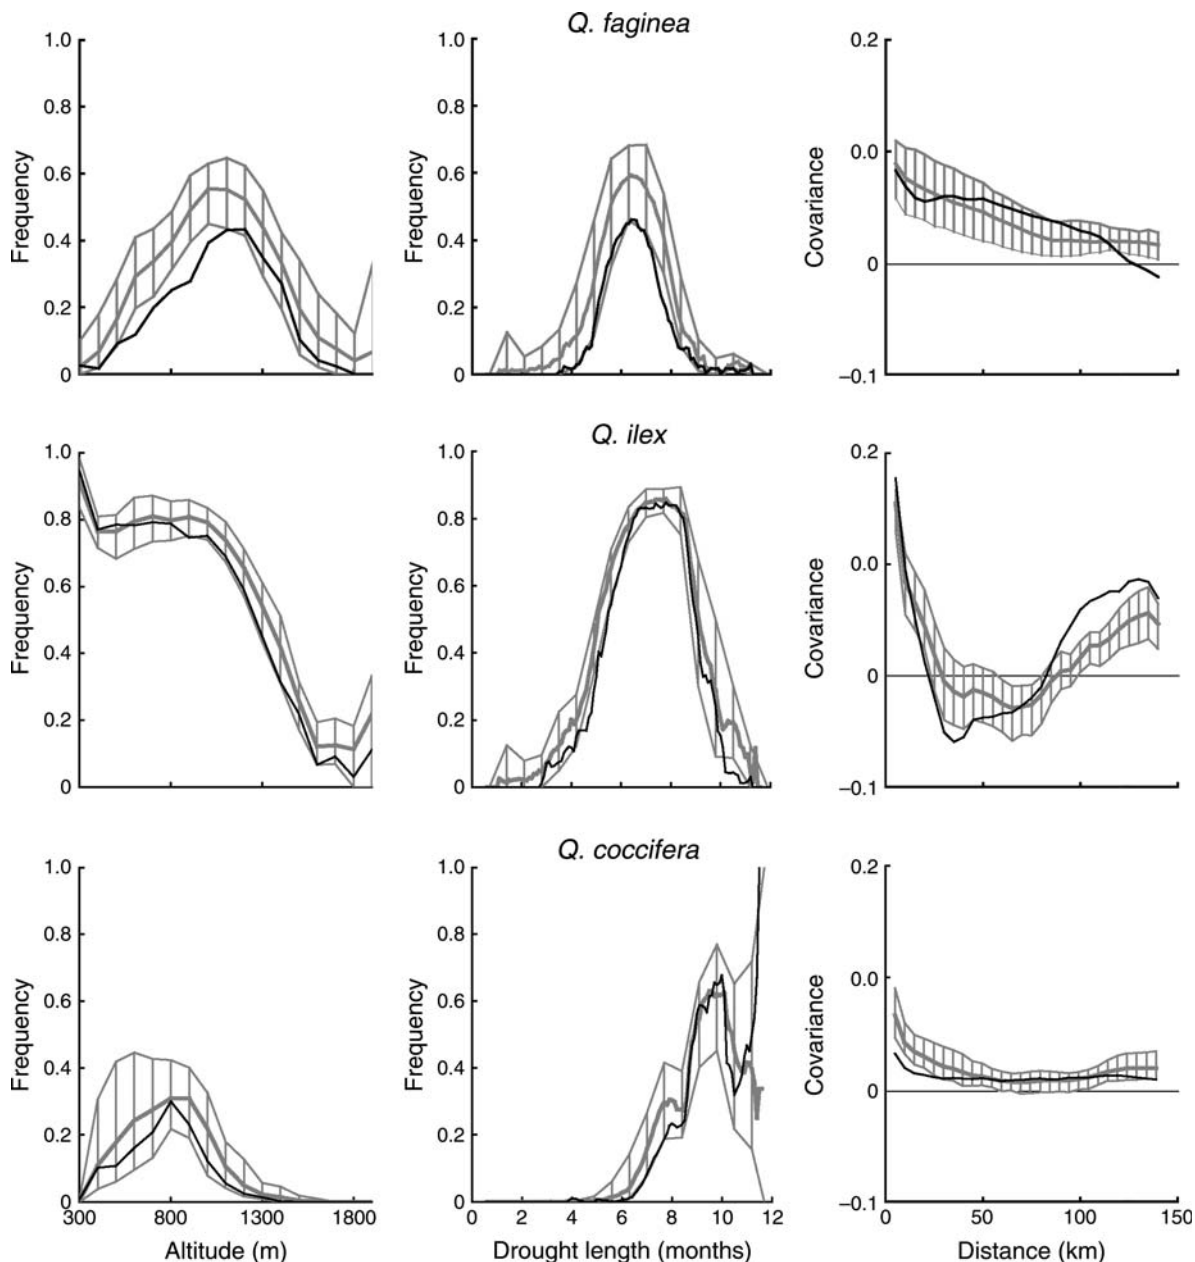 Q. faginea
1.0 1.0 0.2
0.8 0.8
0.6 0.6 0.0
0.4 0.4
0.2 0.2 0
0 0 −0.1
Frequency Frequency Covariance
Q. ilex
1.0 1.0 0.2
0.8 0.8
0.6 0.6 0.0
0.4 0.4
0.2 0.2 0
0 0 −0.1
Frequency Frequency Covariance
Q. coccifera
1.0 1.0 0.2
0.8 0.8
0.6 0.6 0.0
0.4 0.4
0.2 0.2 0
0 0 −0.1
Frequency Frequency Covariance
300 800 1300 1800 0 2 4 6 8 10 12 0 50 100 150
Altitude (m) Drought length (months) Distance (km)